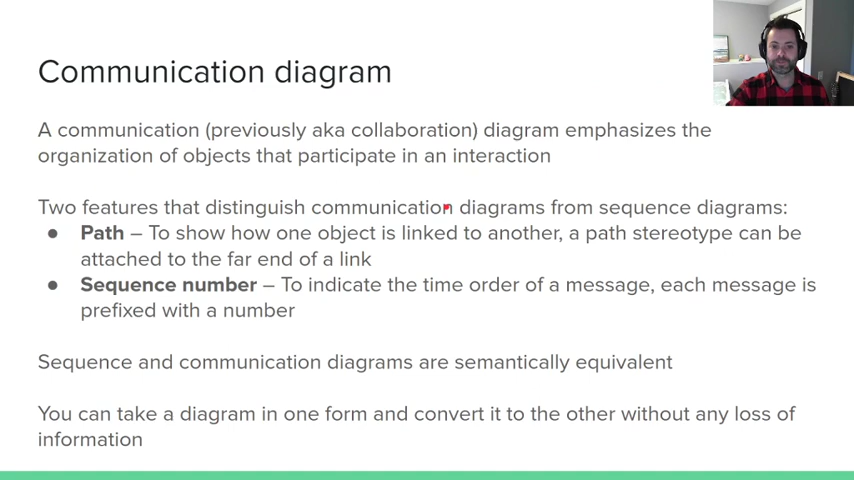 Communication diagram
A communication (previously aka collaboration) diagram emphasizes the
organization of objects that participate in an interaction
Two features that distinguish communication diagrams from sequence diagrams:
● Path – To show how one object is linked to another, a path stereotype can be
attached to the far end of a link
● Sequence number – To indicate the time order of a message, each message is
prefixed with a number
Sequence and communication diagrams are semantically equivalent
You can take a diagram in one form and convert it to the other without any loss of
information